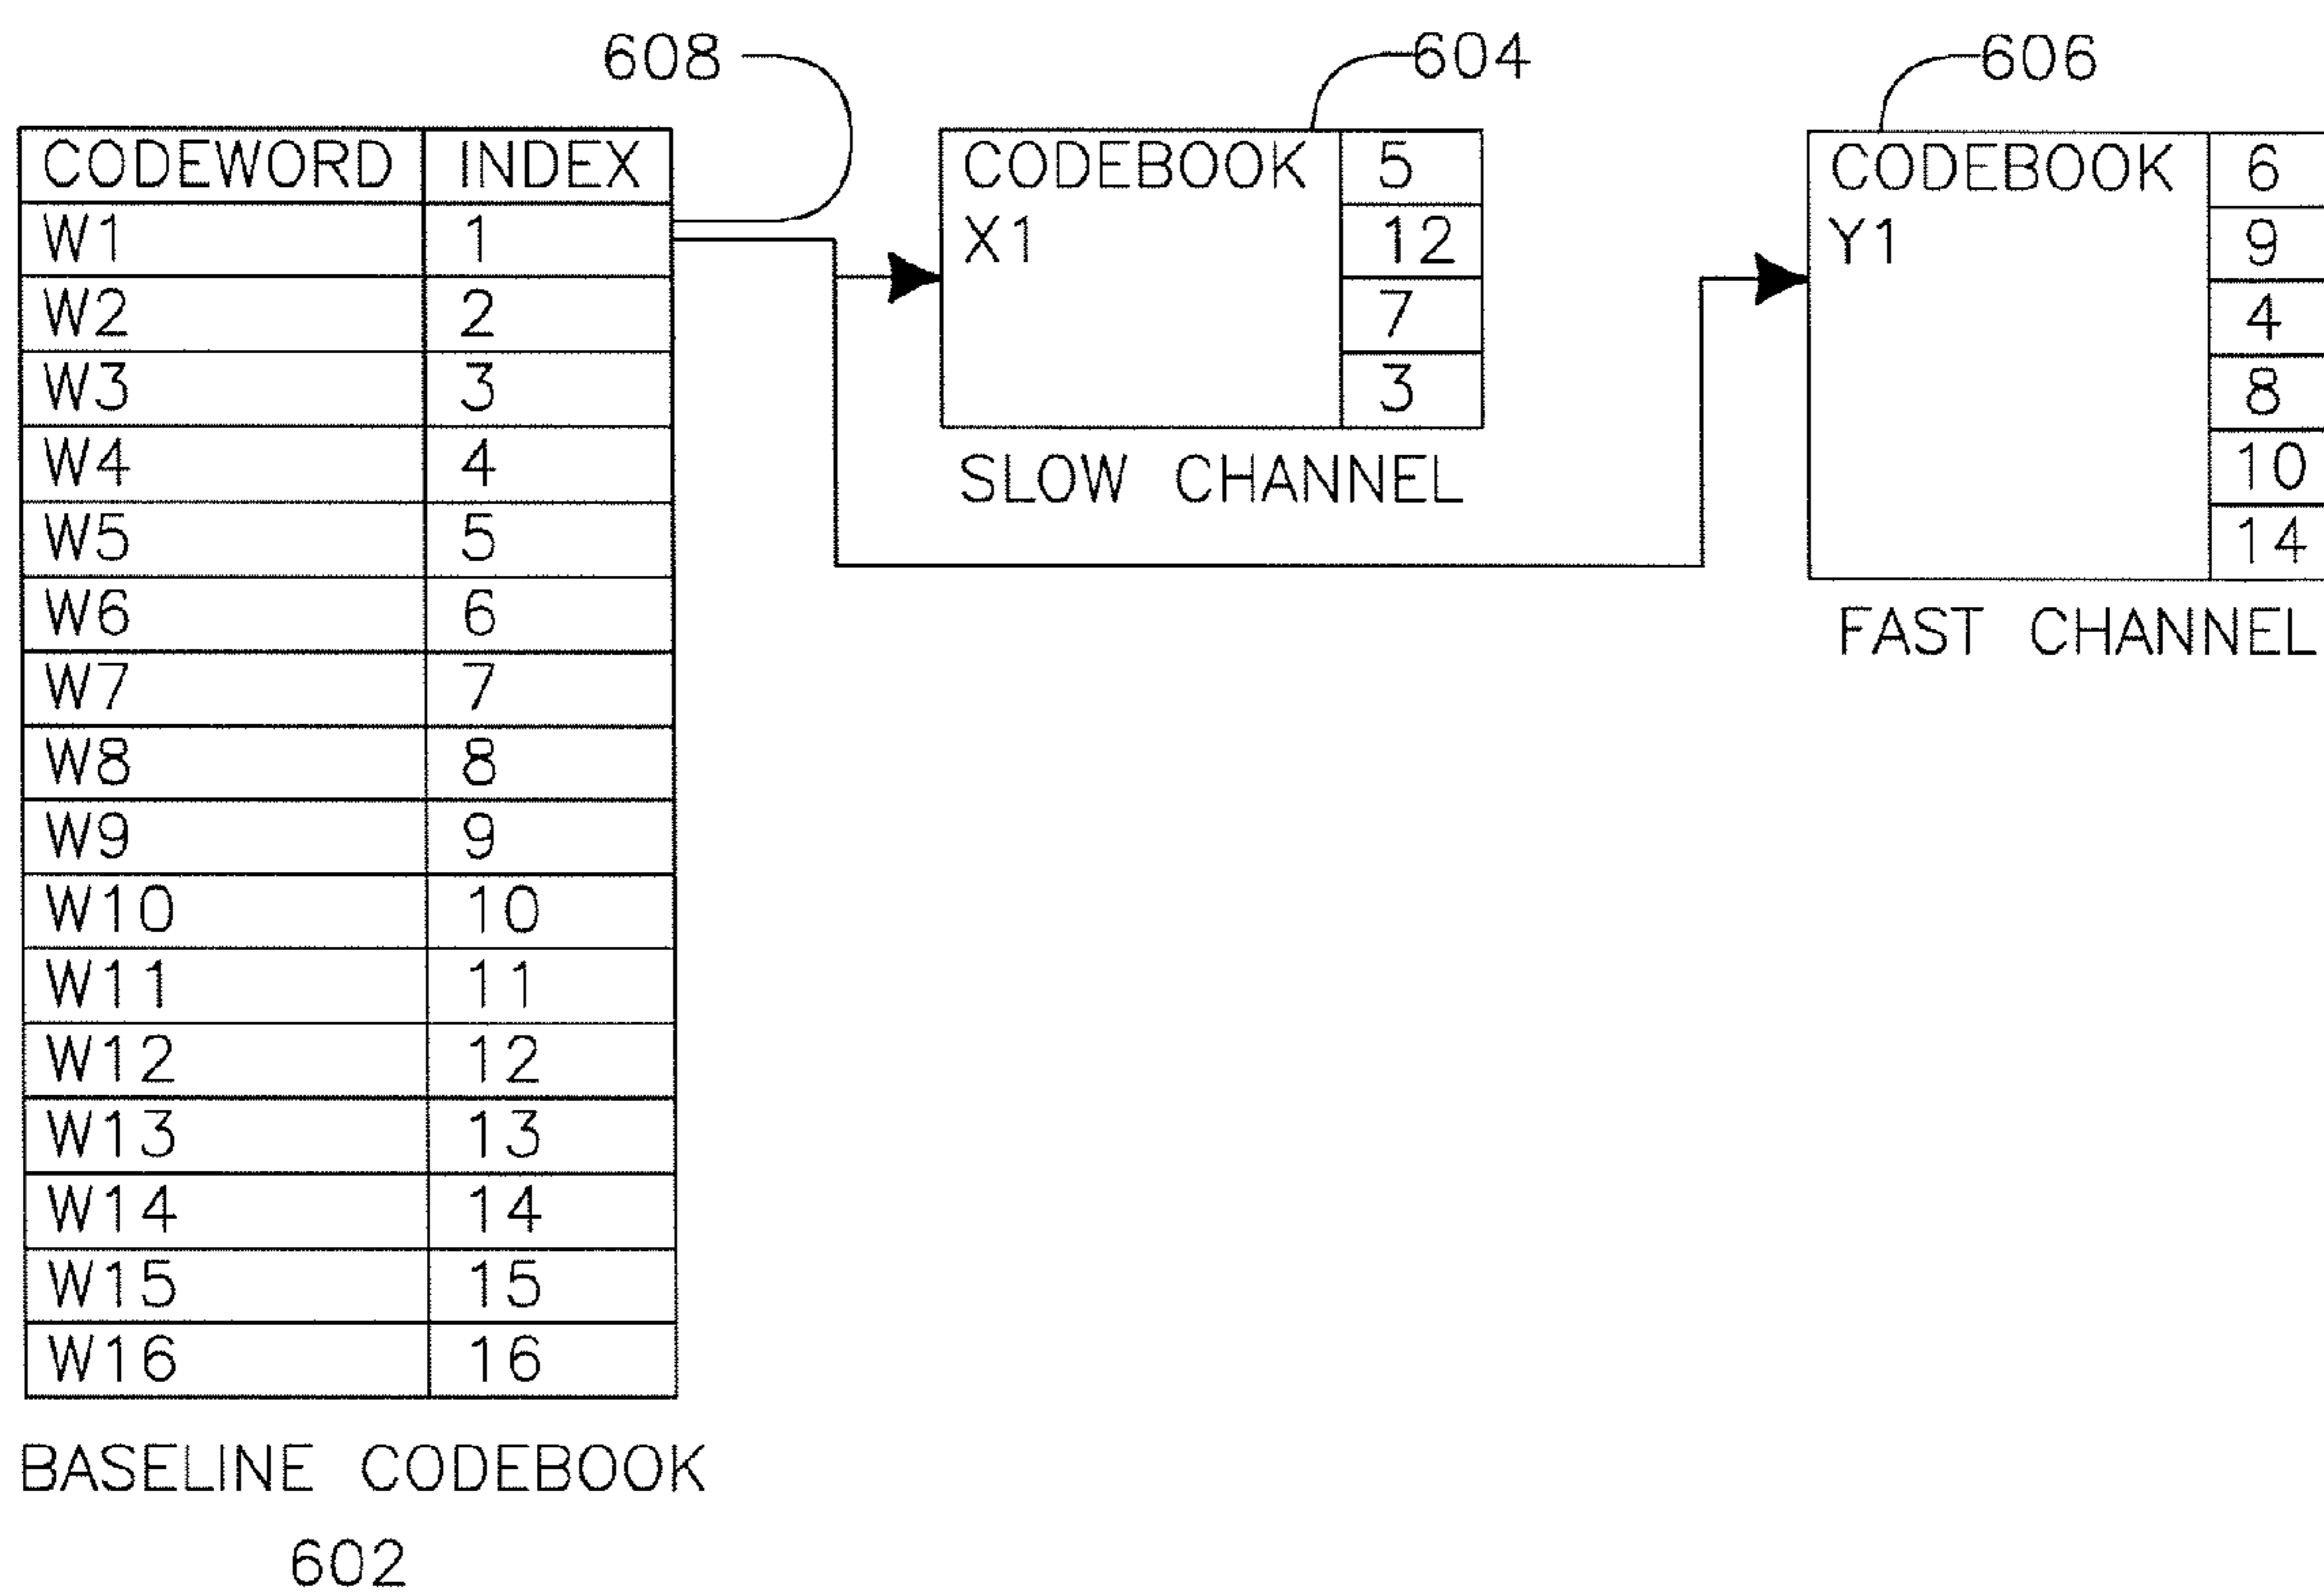 608
604
606
CODEWORD INDEX
W1 1
W2 2
W3 3
W4 4
W5 5
W6 6
W7 7
W8 8
W9 9
W10 10
W11 11
W12 12
W13 13
W14 14
W15 15
W16 16
BASELINE CODEBOOK
602
CODEBOOK 5
X1 12
7
3
SLOW CHANNEL
CODEBOOK 6
Y1 9
4
8
10
14
FAST CHANNEL